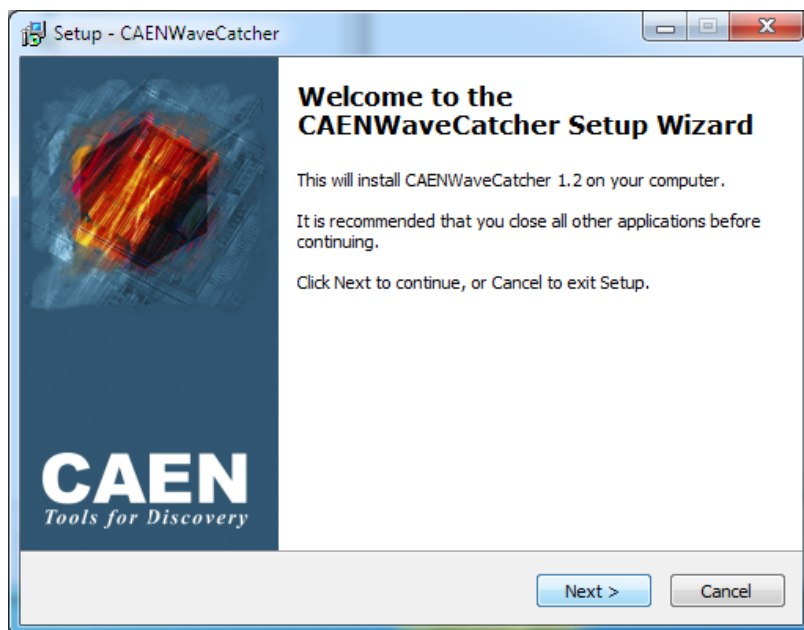 Setup - CAENWaveCatcher
Welcome to the
CAENWaveCatcher Setup Wizard
This will install CAENWaveCatcher 1.2 on your computer.
It is recommended that you close all other applications before
continuing.
Click Next to continue, or Cancel to exit Setup.
CAEN
Tools for Discovery
Next >
Cancel